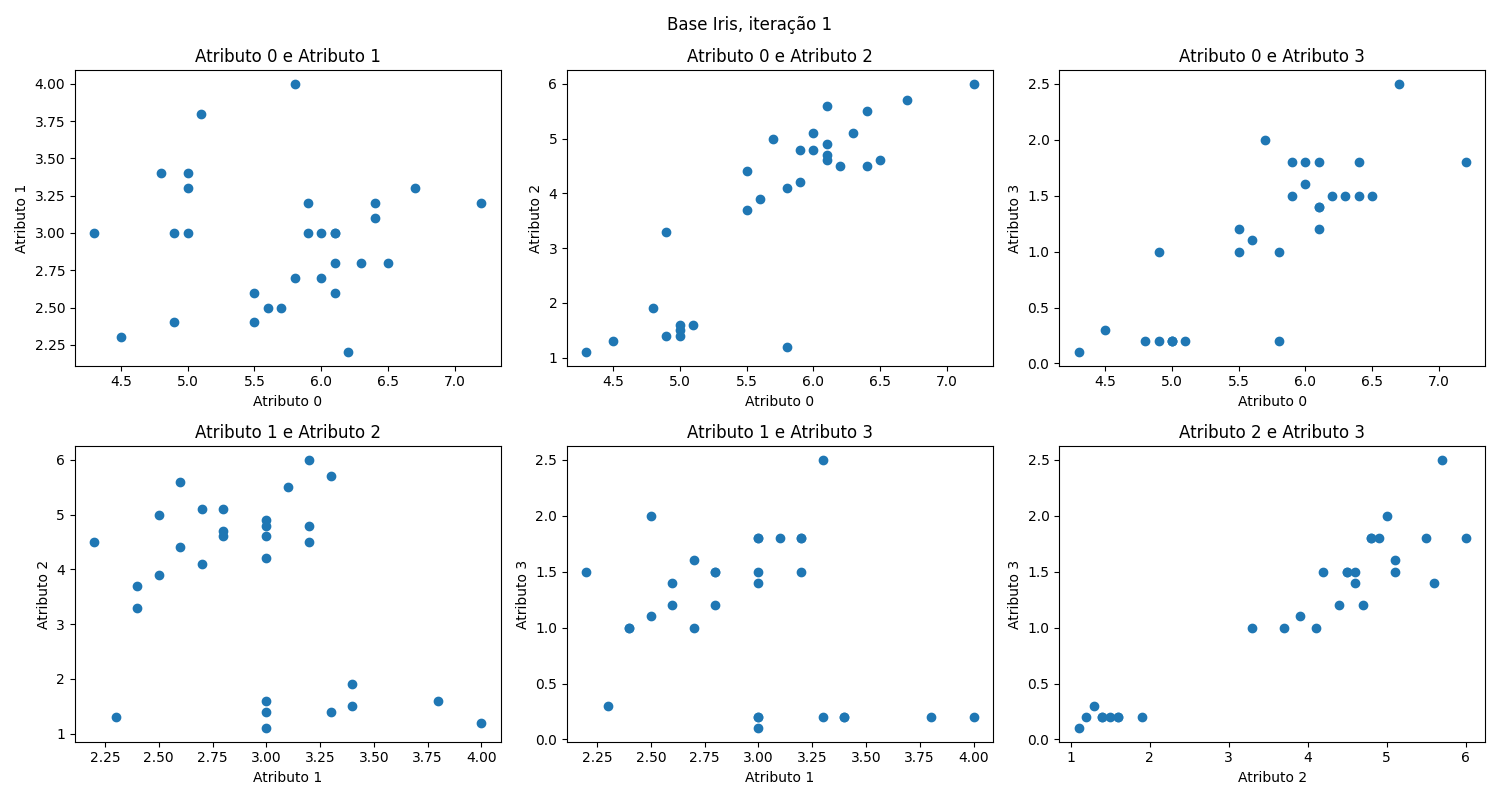 Base Iris, iteração 1
Atributo 0 e Atributo 1
4.00
3.75
3.50
3.25
3.00
2.75
2.50
2.25
Atributo 1
4.5 5.0 5.5 6.0 6.5 7.0
Atributo 0
Atributo 0 e Atributo 2
6
5
4
3
2
1
Atributo 2
4.5 5.0 5.5 6.0 6.5 7.0
Atributo 0
Atributo 0 e Atributo 3
2.5
2.0
1.5
1.0
0.5
0.0
Atributo 3
4.5 5.0 5.5 6.0 6.5 7.0
Atributo 0
Atributo 1 e Atributo 2
6
5
4
3
2
1
Atributo 2
2.25 2.50 2.75 3.00 3.25 3.50 3.75 4.00
Atributo 1
Atributo 1 e Atributo 3
2.5
2.0
1.5
1.0
0.5
0.0
Atributo 3
2.25 2.50 2.75 3.00 3.25 3.50 3.75 4.00
Atributo 1
Atributo 2 e Atributo 3
2.5
2.0
1.5
1.0
0.5
0.0
Atributo 3
1 2 3 4 5 6
Atributo 2